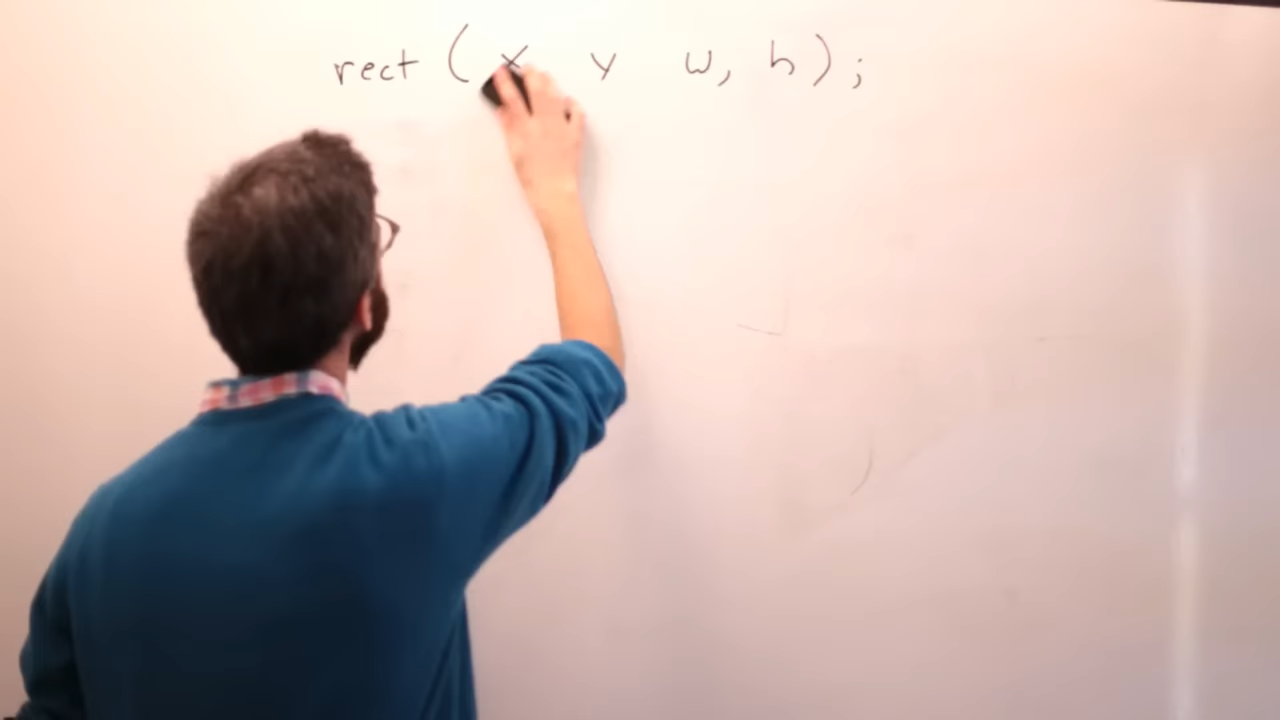 rect ( x y w, h ) ;